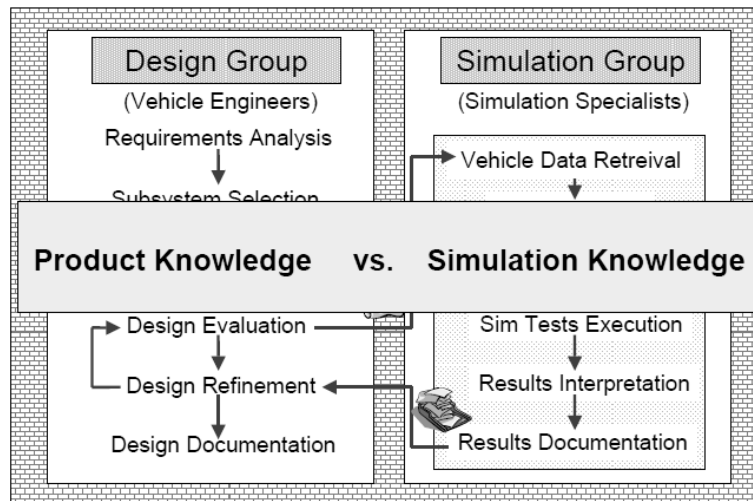 Design Group
(Vehicle Engineers)
Requirements Analysis
Subsystem Selection
Simulation Group
(Simulation Specialists)
Vehicle Data Retreival
Product Knowledge vs. Simulation Knowledge
Design Evaluation
Design Refinement
Design Documentation
Sim Tests Execution
Results Interpretation
Results Documentation